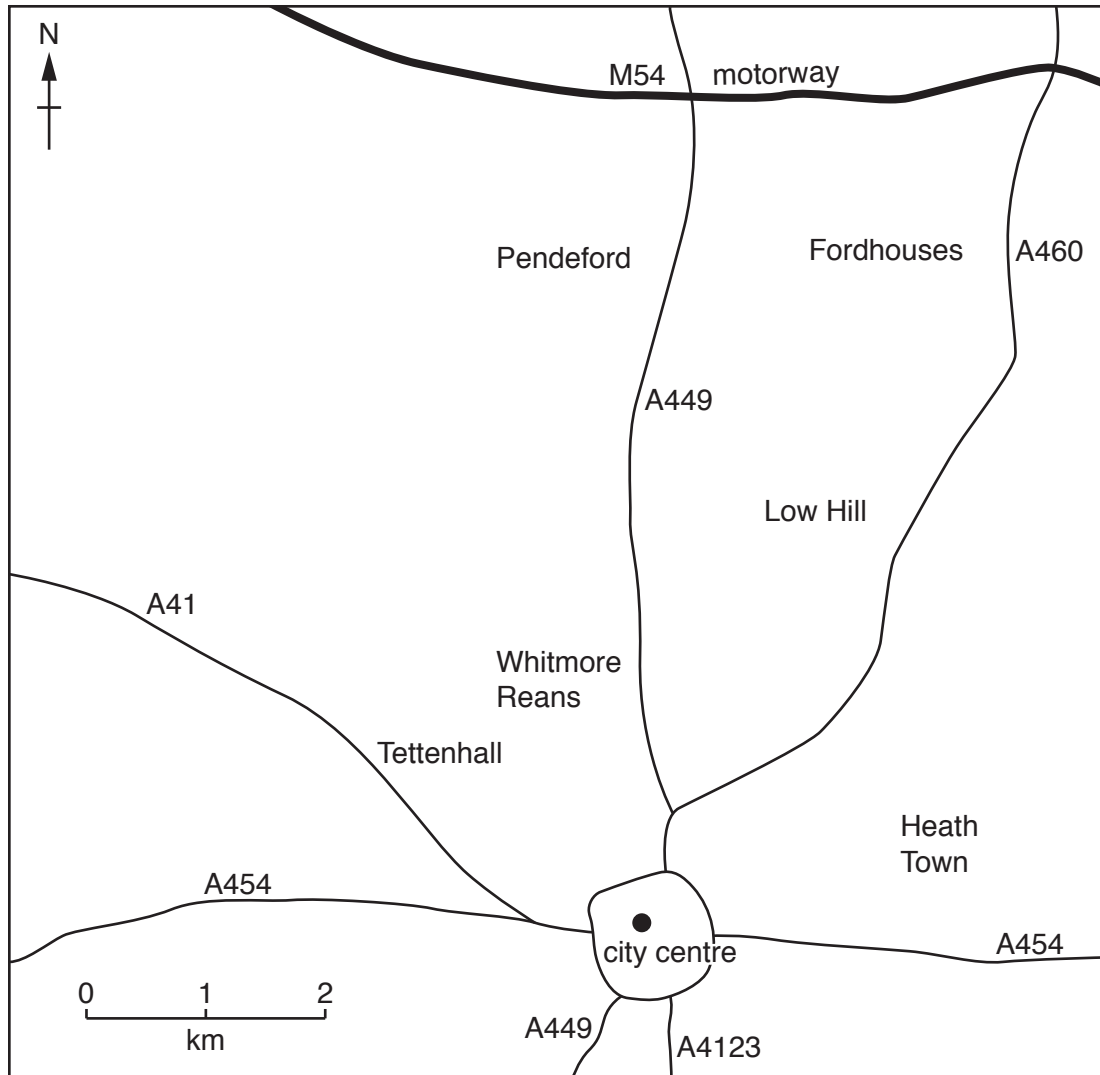 N
M54 motorway
Pendeford
Fordhouses
A460
A449
Low Hill
A41
Whitmore
Reans
Tettenhall
Heath
Town
A454
city centre
A454
0 1 2
km
A449
A4123